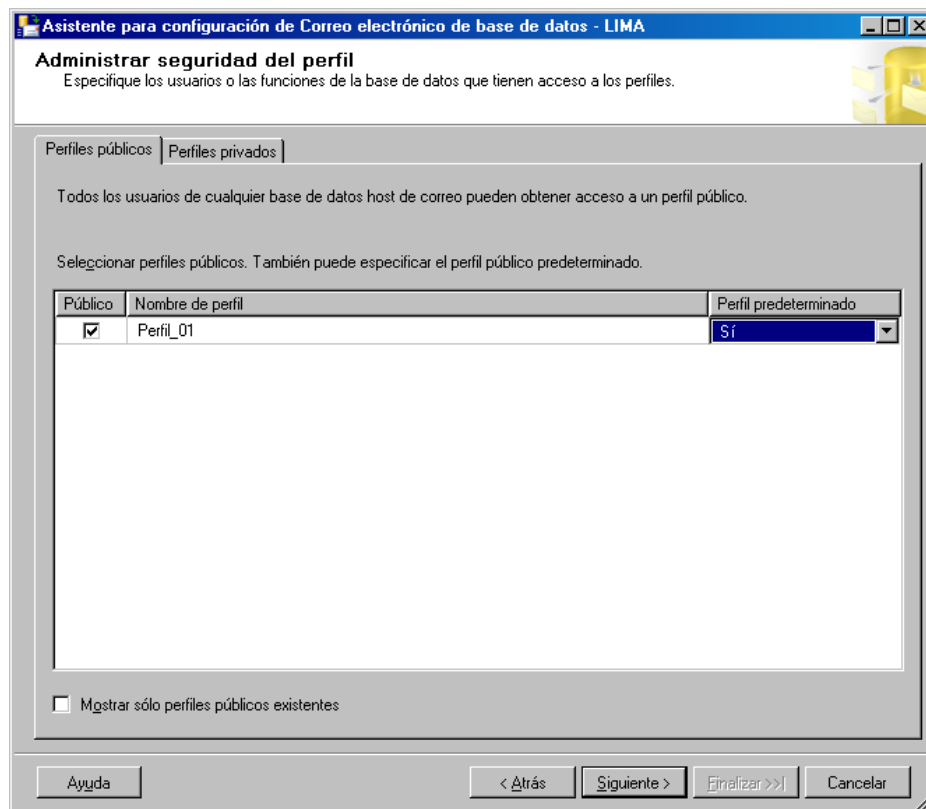 Asistente para configuración de Correo electrónico de base de datos - LIMA
Administrar seguridad del perfil
Especifique los usuarios o las funciones de la base de datos que tienen acceso a los perfiles.
Perfiles públicos Perfiles privados
Todos los usuarios de cualquier base de datos host de correo pueden obtener acceso a un perfil público.
Seleccionar perfiles públicos. También puede especificar el perfil público predeterminado.
Público Nombre de perfil Perfil predeterminado
Perfil_01 Sí
Mostrar sólo perfiles públicos existentes
Ayuda < Atrás Siguiente > Finalizar >>| Cancelar